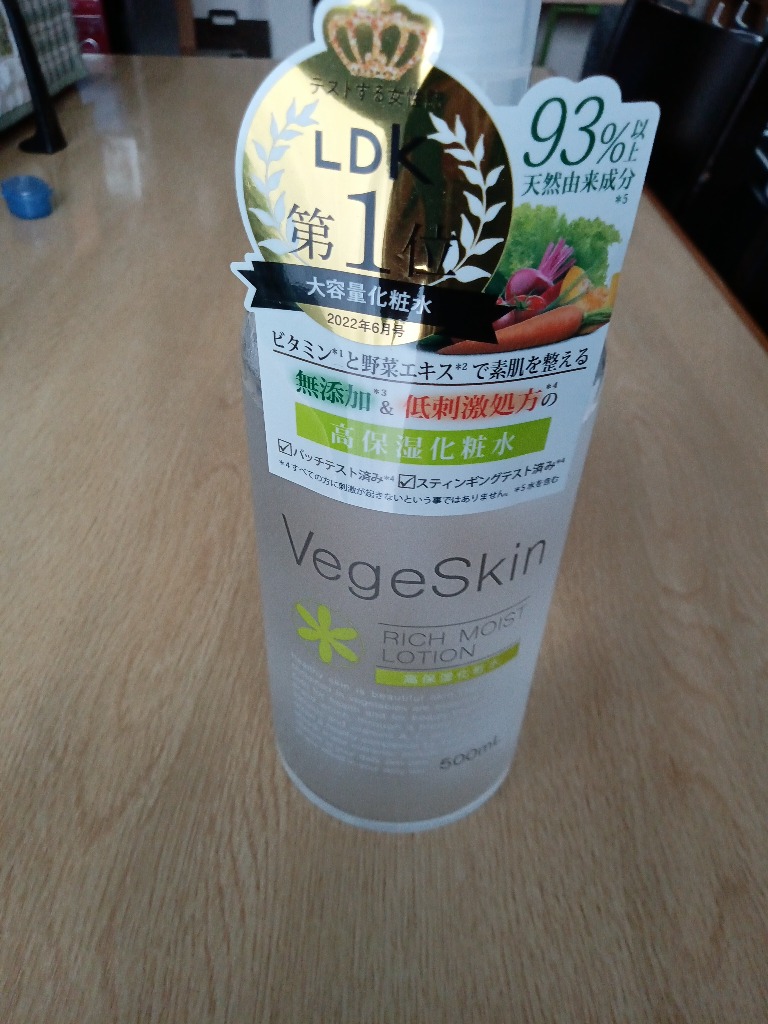 テストする女性誌
LDK
第1位
大容量化粧水
2022年6月号
93%以上
天然由来成分*5
ビタミン*1と野菜エキス*2で素肌を整える
無添加*3 & 低刺激処方*4の
高保湿化粧水
☑パッチテスト済み*4 ☑スティンギングテスト済み*4
*4 すべての方に刺激が起きないという事ではありません。 *5 水を含む
VegeSkin
RICH MOIST
LOTION
高保湿化粧水
skin is beautiful
500mL